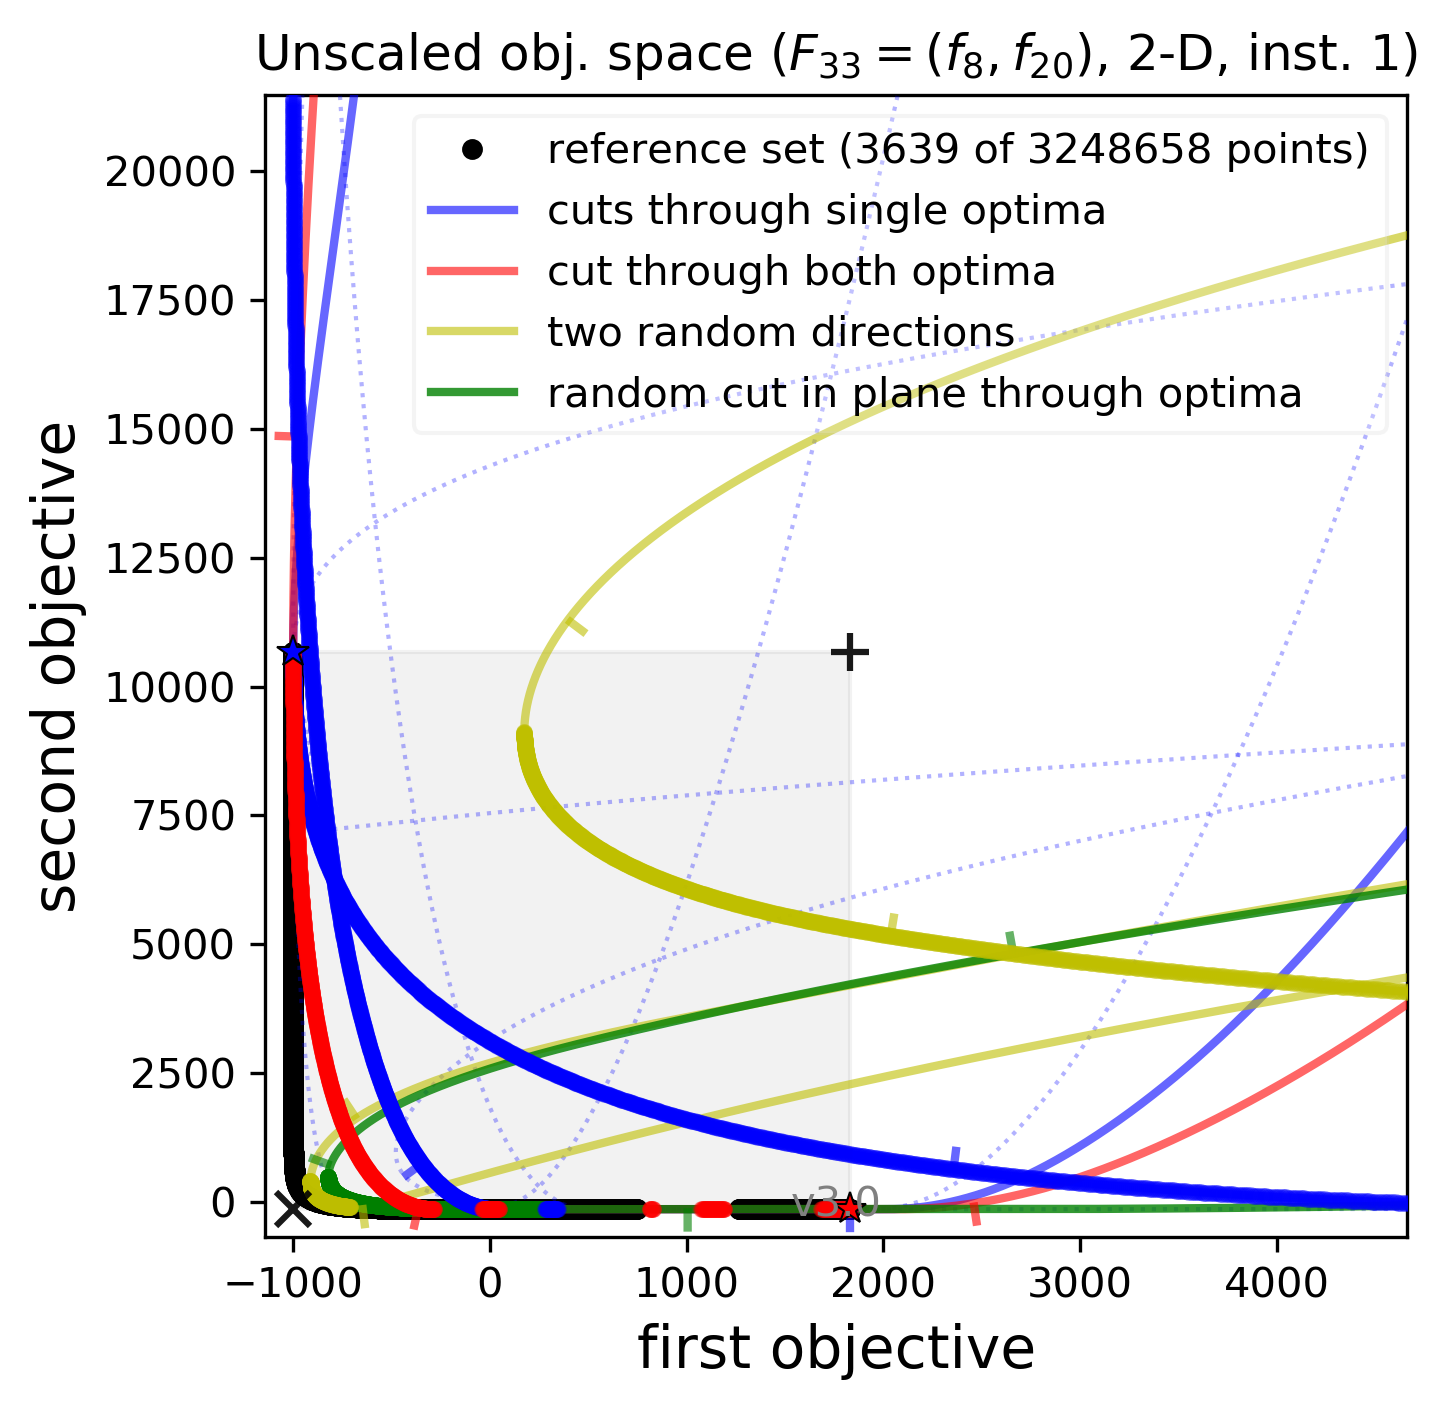 Unscaled obj. space (F33 = (f8, f20), 2-D, inst. 1)
reference set (3639 of 3248658 points)
cuts through single optima
cut through both optima
two random directions
random cut in plane through optima
second objective
20000
17500
15000
12500
10000
7500
5000
2500
0
v3.0
−1000 0 1000 2000 3000 4000
first objective